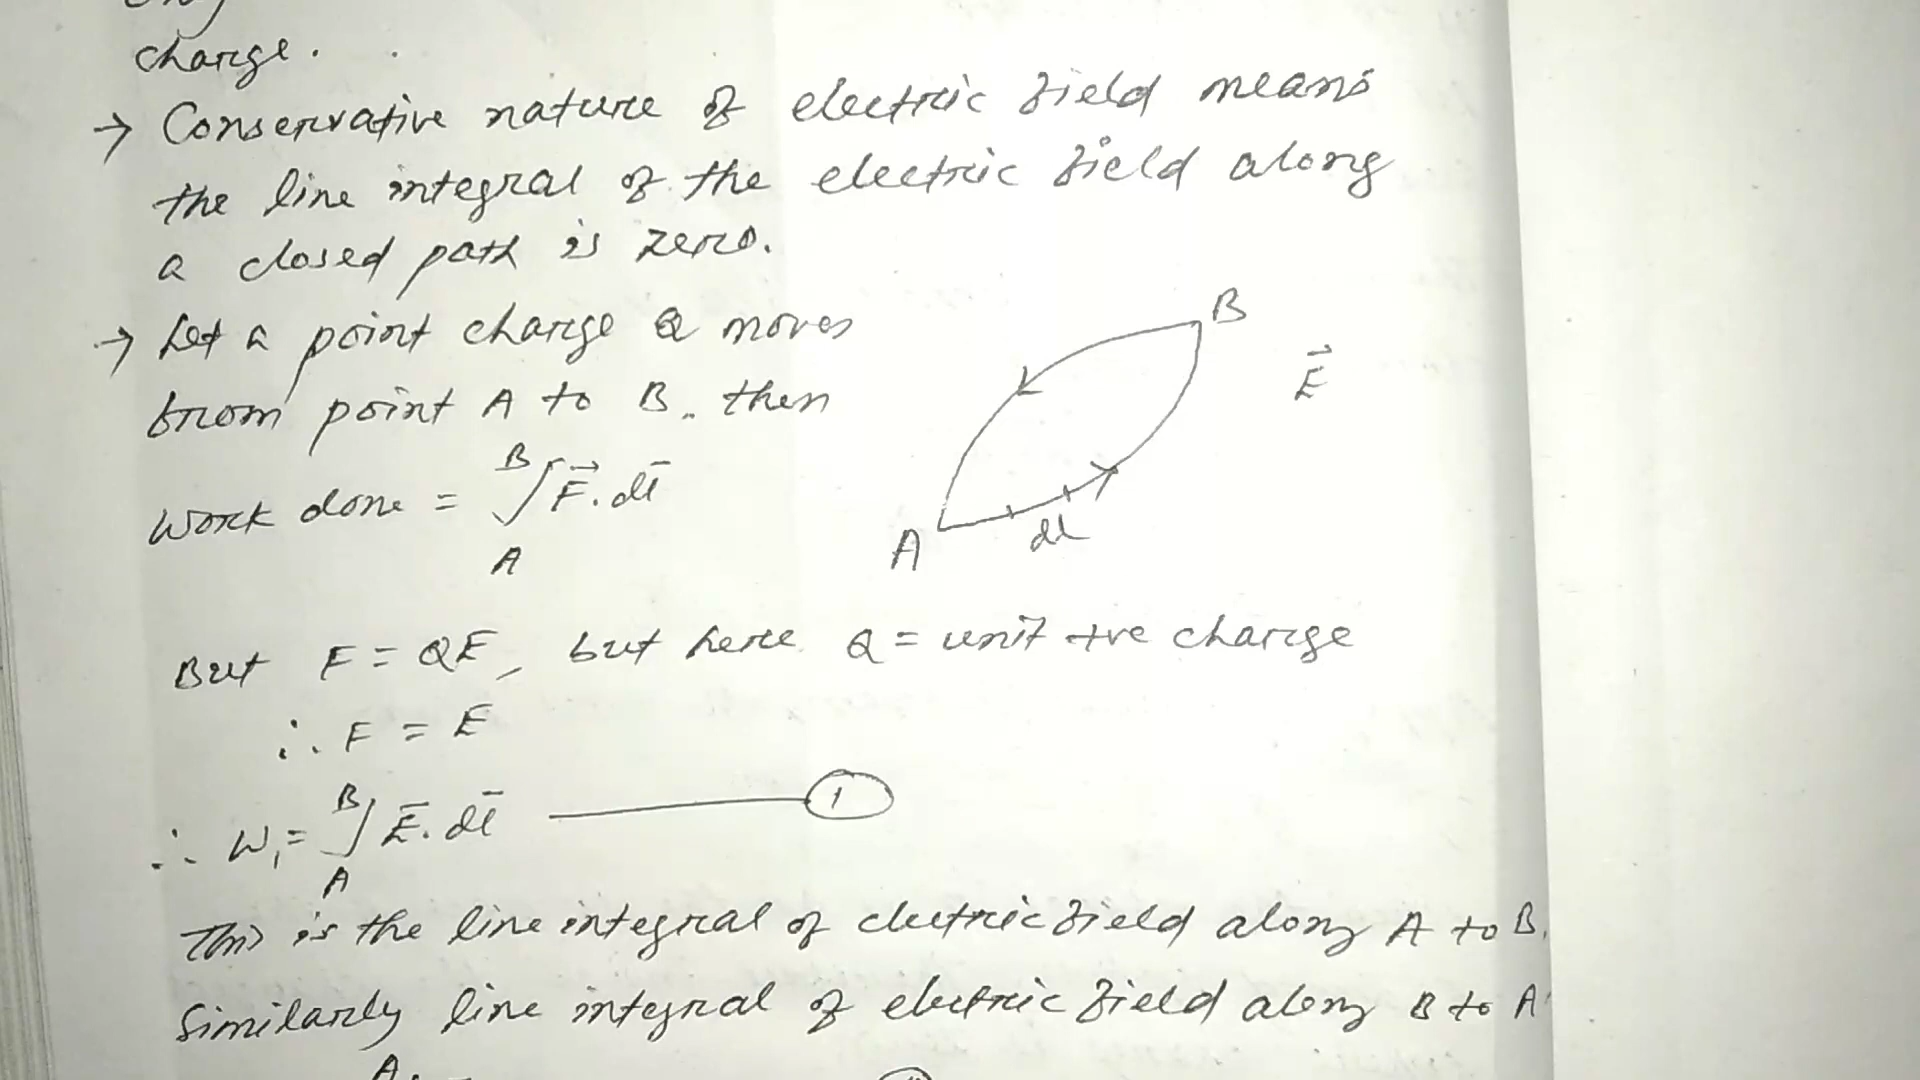 charge.
→ Conservative nature of electric field means
the line integral of the electric field along
a closed path is zero.
→ Let a point charge Q moves
from point A to B. then
Work done = ∫_A^B F⃗. dl̄
B
E⃗
A
dl
But F = QE, but here Q = unit +ve charge
∴ F = E
∴ W₁ = ∫_A^B Ē. dl̄ ——— ①
This is the line integral of electric field along A to B.
Similarly line integral of electric field along B to A
A